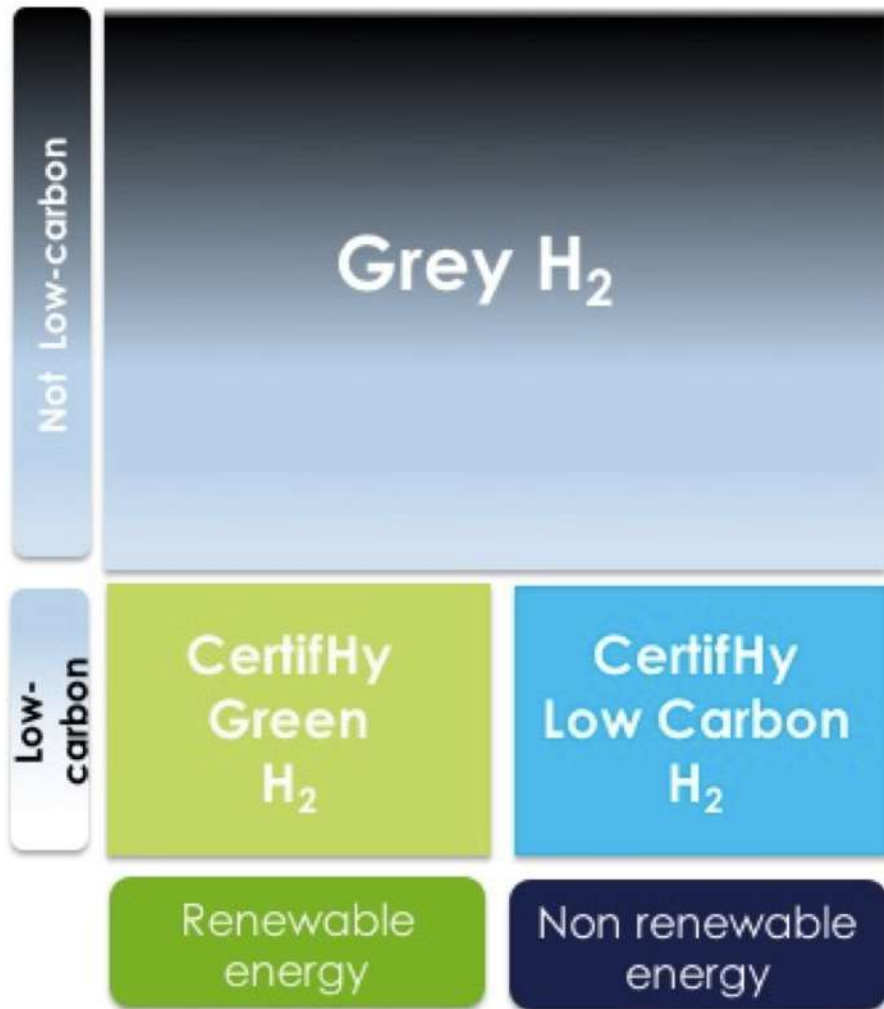 Not Low-carbon
Grey H₂
Low-
carbon
CertifHy
Green
H₂
CertifHy
Low Carbon
H₂
Renewable
energy
Non renewable
energy